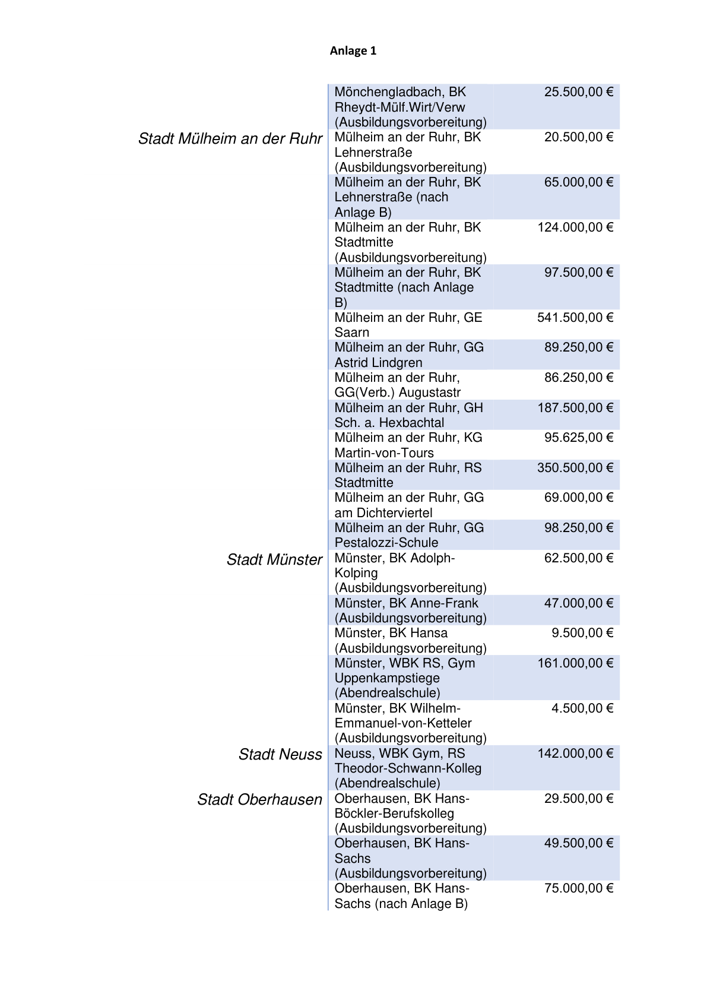 Anlage 1
Mönchengladbach, BK 25.500,00 €
Rheydt-Mülf.Wirt/Verw
(Ausbildungsvorbereitung)
Stadt Mülheim an der Ruhr Mülheim an der Ruhr, BK 20.500,00 €
Lehnerstraße
(Ausbildungsvorbereitung)
Mülheim an der Ruhr, BK 65.000,00 €
Lehnerstraße (nach
Anlage B)
Mülheim an der Ruhr, BK 124.000,00 €
Stadtmitte
(Ausbildungsvorbereitung)
Mülheim an der Ruhr, BK 97.500,00 €
Stadtmitte (nach Anlage
B)
Mülheim an der Ruhr, GE 541.500,00 €
Saarn
Mülheim an der Ruhr, GG 89.250,00 €
Astrid Lindgren
Mülheim an der Ruhr, 86.250,00 €
GG(Verb.) Augustastr
Mülheim an der Ruhr, GH 187.500,00 €
Sch. a. Hexbachtal
Mülheim an der Ruhr, KG 95.625,00 €
Martin-von-Tours
Mülheim an der Ruhr, RS 350.500,00 €
Stadtmitte
Mülheim an der Ruhr, GG 69.000,00 €
am Dichterviertel
Mülheim an der Ruhr, GG 98.250,00 €
Pestalozzi-Schule
Stadt Münster Münster, BK Adolph- 62.500,00 €
Kolping
(Ausbildungsvorbereitung)
Münster, BK Anne-Frank 47.000,00 €
(Ausbildungsvorbereitung)
Münster, BK Hansa 9.500,00 €
(Ausbildungsvorbereitung)
Münster, WBK RS, Gym 161.000,00 €
Uppenkampstiege
(Abendrealschule)
Münster, BK Wilhelm- 4.500,00 €
Emmanuel-von-Ketteler
(Ausbildungsvorbereitung)
Stadt Neuss Neuss, WBK Gym, RS 142.000,00 €
Theodor-Schwann-Kolleg
(Abendrealschule)
Stadt Oberhausen Oberhausen, BK Hans- 29.500,00 €
Böckler-Berufskolleg
(Ausbildungsvorbereitung)
Oberhausen, BK Hans- 49.500,00 €
Sachs
(Ausbildungsvorbereitung)
Oberhausen, BK Hans- 75.000,00 €
Sachs (nach Anlage B)